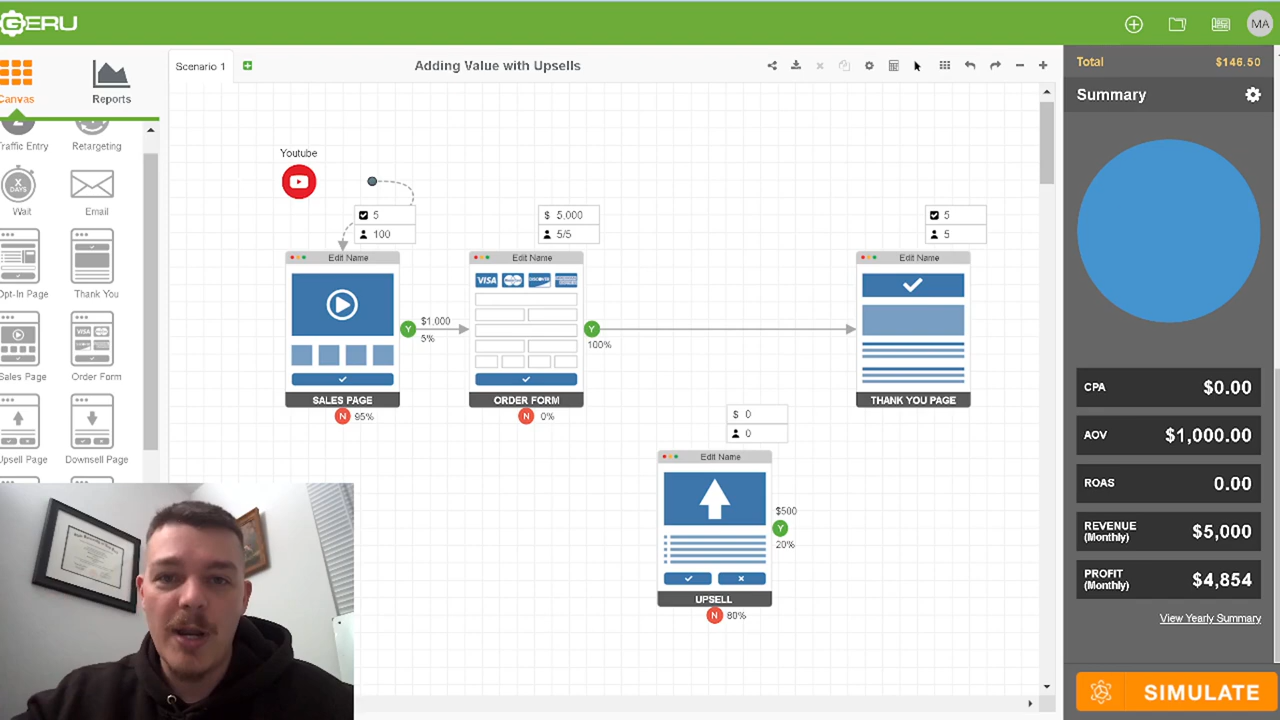 GERU
MA
Canvas
Reports
Scenario 1
Adding Value with Upsells
Total $146.50
Summary
Traffic Entry
Retargeting
X
DAYS
Wait
Email
Opt-In Page
Thank You
Sales Page
Order Form
Upsell Page
Downsell Page
Youtube
5
100
Edit Name
SALES PAGE
N 95%
Y
$1,000
5%
$ 5,000
5/5
Edit Name
VISA
DISCOVER
ORDER FORM
N 0%
Y
100%
5
5
Edit Name
THANK YOU PAGE
$ 0
0
Edit Name
$500
Y
20%
UPSELL
N 80%
CPA $0.00
AOV $1,000.00
ROAS 0.00
REVENUE
(Monthly)
$5,000
PROFIT
(Monthly)
$4,854
View Yearly Summary
SIMULATE